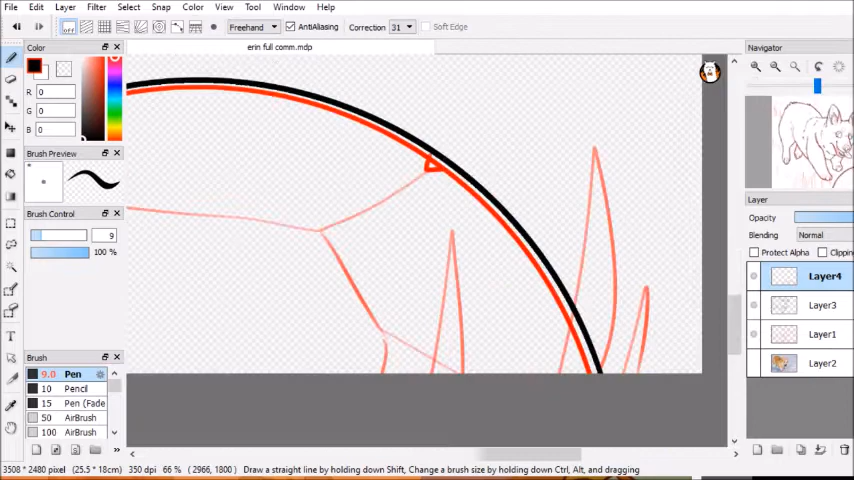 File Edit Layer Filter Select Snap Color View Tool Window Help
off Freehand AntiAliasing Correction 31 Soft Edge
Color erin full comm.mdp Navigator
R 0
G 0
B 0
Brush Preview
Layer
Brush Control
9
100 %
Opacity
Blending Normal
Protect Alpha Clipping
Layer4
Layer3
Layer1
Layer2
Brush
9.0 Pen
10 Pencil
15 Pen (Fade
50 AirBrush
100 AirBrush
3508 * 2480 pixel (25.5 * 18cm) 350 dpi 66 % ( 2966, 1800 ) Draw a straight line by holding down Shift, Change a brush size by holding down Ctrl, Alt, and dragging